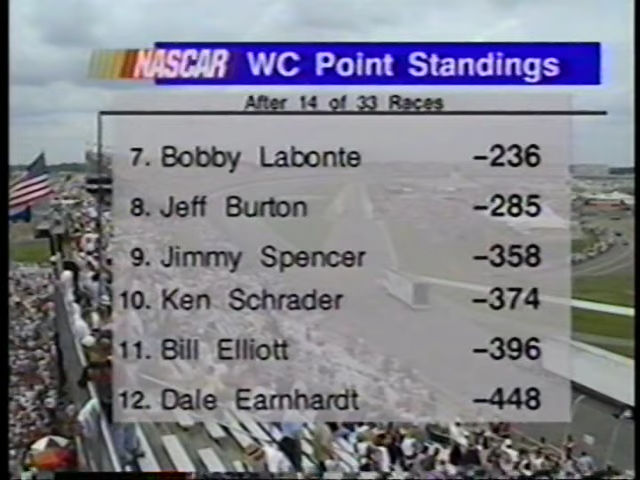 NASCAR WC Point Standings
After 14 of 33 Races
7. Bobby Labonte -236
8. Jeff Burton -285
9. Jimmy Spencer -358
10. Ken Schrader -374
11. Bill Elliott -396
12. Dale Earnhardt -448